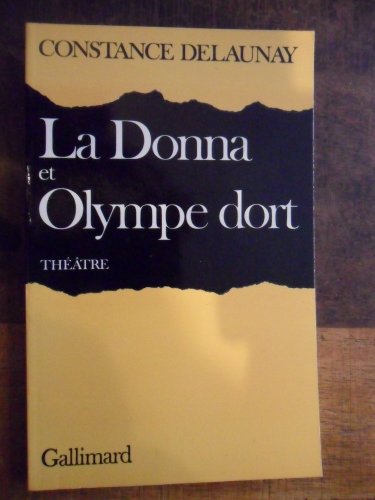 CONSTANCE DELAUNAY
La Donna
et
Olympe dort
THÉÂTRE
Gallimard